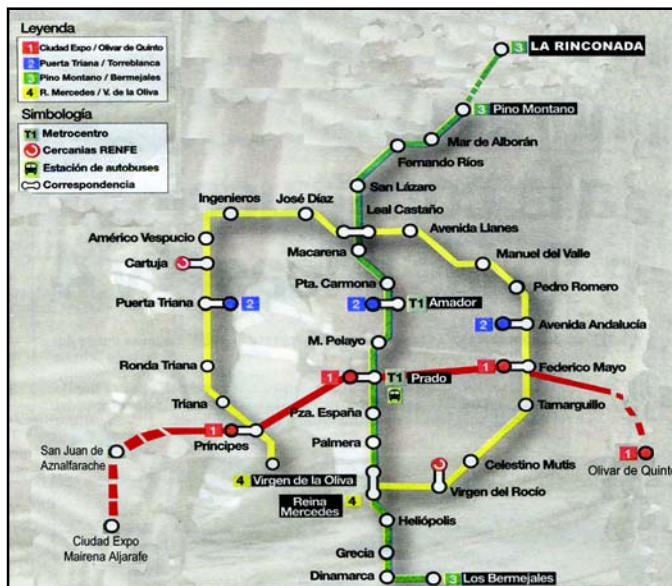 Leyenda
1 Ciudad Expo / Olivar de Quinto
2 Puerta Triana / Torreblanca
3 Pino Montano / Bermejales
4 R. Mercedes / V. de la Oliva
Simbología
T1 Metrocentro
Cercanias RENFE
Estación de autobuses
Correspondencia
3 LA RINCONADA
3 Pino Montano
Mar de Alborán
Fernando Ríos
San Lázaro
Leal Castaño
Ingenieros
José Díaz
Avenida Llanes
Américo Vespucio
Macarena
Cartuja
Manuel del Valle
Pta. Carmona
Pedro Romero
Puerta Triana
2
2
T1 Amador
2
Avenida Andalucía
M. Pelayo
Ronda Triana
1
T1 Prado
1
Federico Mayo
Triana
Pza. España
Tamarguillo
1
Príncipes
San Juan de
Aznalfarache
Palmera
1
Olivar de Quinto
4 Virgen de la Oliva
Celestino Mutis
Reina
Mercedes
4
Virgen del Rocío
Heliópolis
Ciudad Expo
Mairena Aljarafe
Grecia
Dinamarca
3 Los Bermejales